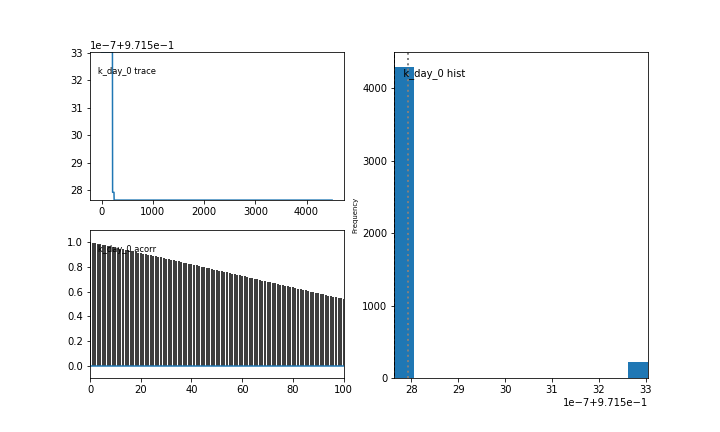 1e-7+9.715e-1
33
k_day_0 trace
32
31
30
29
28
0 1000 2000 3000 4000
1.0
k_day_0 acorr
0.8
0.6
0.4
0.2
0.0
0 20 40 60 80 100
k_day_0 hist
4000
3000
Frequency
2000
1000
0
28 29 30 31 32 33
1e-7+9.715e-1